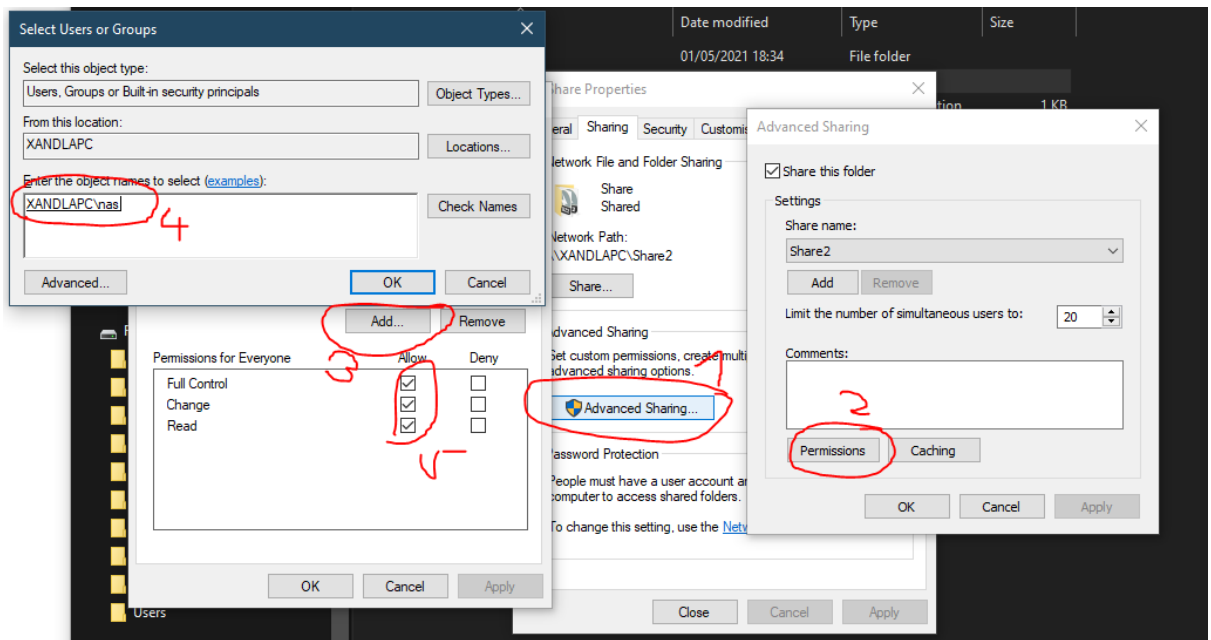 Select Users or Groups
Select this object type:
Users, Groups or Built-in security principals
Object Types...
From this location:
XANDLAPC
Locations...
Enter the object names to select (examples):
XANDLAPC\nas
Check Names
4
Advanced...
OK
Cancel
Add...
Remove
3
Permissions for Everyone
Allow
Deny
Full Control
Change
Read
5
OK
Cancel
Apply
Users
Date modified
Type
Size
01/05/2021 18:34
File folder
1 KB
Share Properties
Sharing
Security
Network File and Folder Sharing
Share
Shared
Network Path:
\\XANDLAPC\Share2
Share...
Advanced Sharing
Set custom permissions, create
advanced sharing options.
1
Advanced Sharing...
Password Protection
People must have a user account
computer to access shared folders.
To change this setting, use the
Close
Cancel
Apply
Advanced Sharing
Share this folder
Settings
Share name:
Share2
Add
Remove
Limit the number of simultaneous users to:
20
Comments:
2
Permissions
Caching
OK
Cancel
Apply